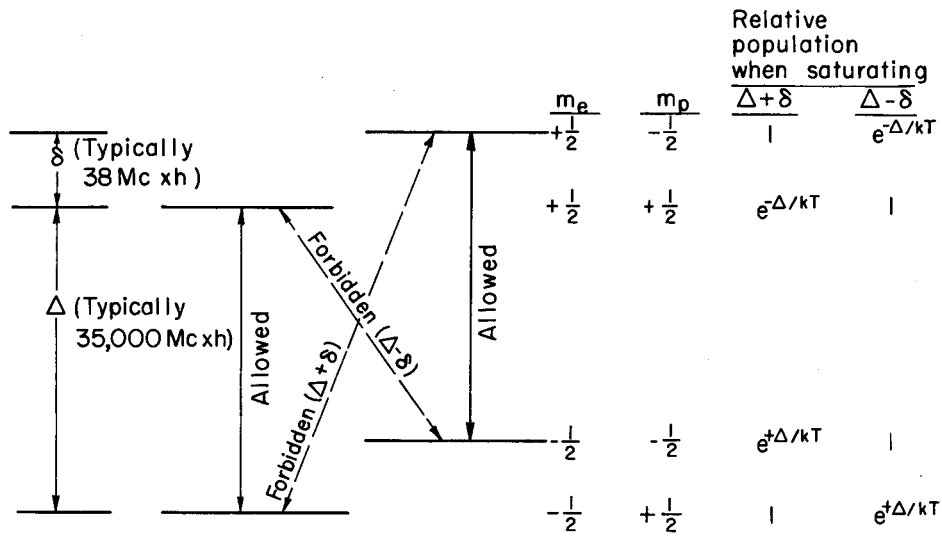 Relative
population
when saturating
m_e m_p Δ+δ Δ-δ
δ (Typically +1/2 -1/2 1 e^-Δ/kT
38 Mc xh)
+1/2 +1/2 e^-Δ/kT 1
Δ (Typically
35,000 Mc xh)
Allowed
Forbidden (Δ-δ)
Forbidden (Δ+δ)
Allowed
-1/2 -1/2 e^+Δ/kT 1
-1/2 +1/2 1 e^+Δ/kT